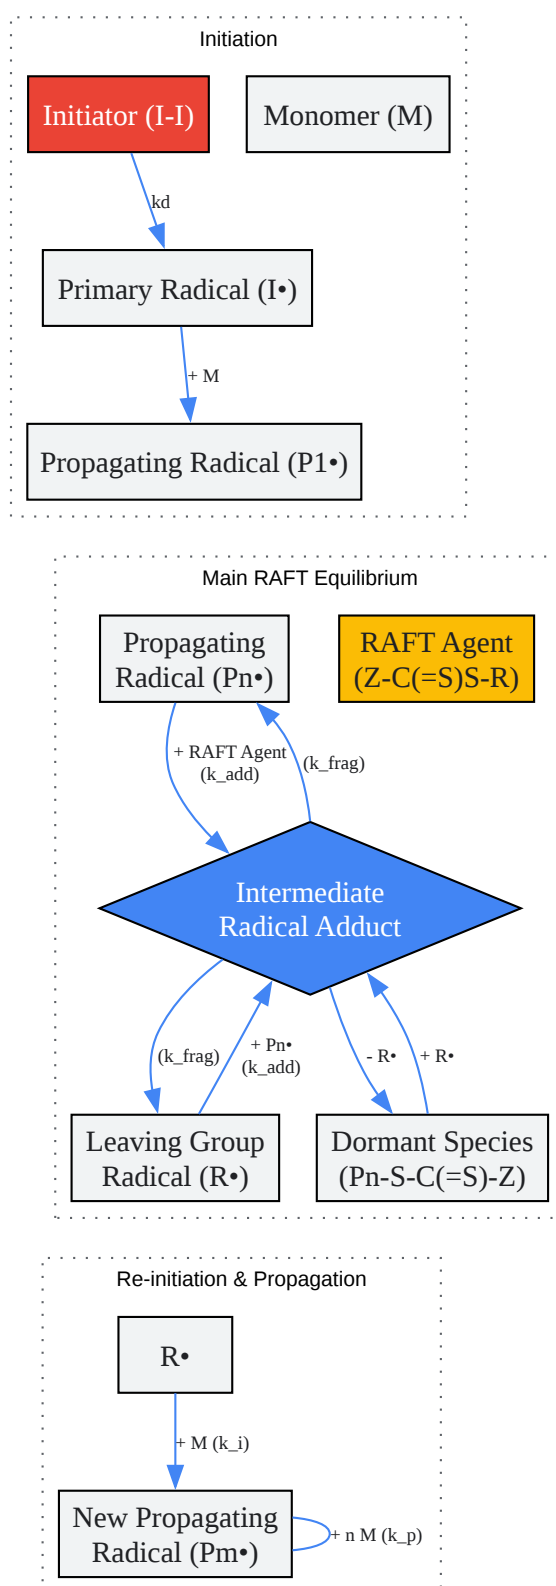 Initiation
Initiator (I-I)
Monomer (M)
kd
Primary Radical (I•)
+ M
Propagating Radical (P1•)
Main RAFT Equilibrium
Propagating
Radical (Pn•)
RAFT Agent
(Z-C(=S)S-R)
+ RAFT Agent
(k_add)
(k_frag)
Intermediate
Radical Adduct
(k_frag)
+ Pn•
(k_add)
- R•
+ R•
Leaving Group
Radical (R•)
Dormant Species
(Pn-S-C(=S)-Z)
Re-initiation & Propagation
R•
+ M (k_i)
New Propagating
Radical (Pm•)
+ n M (k_p)